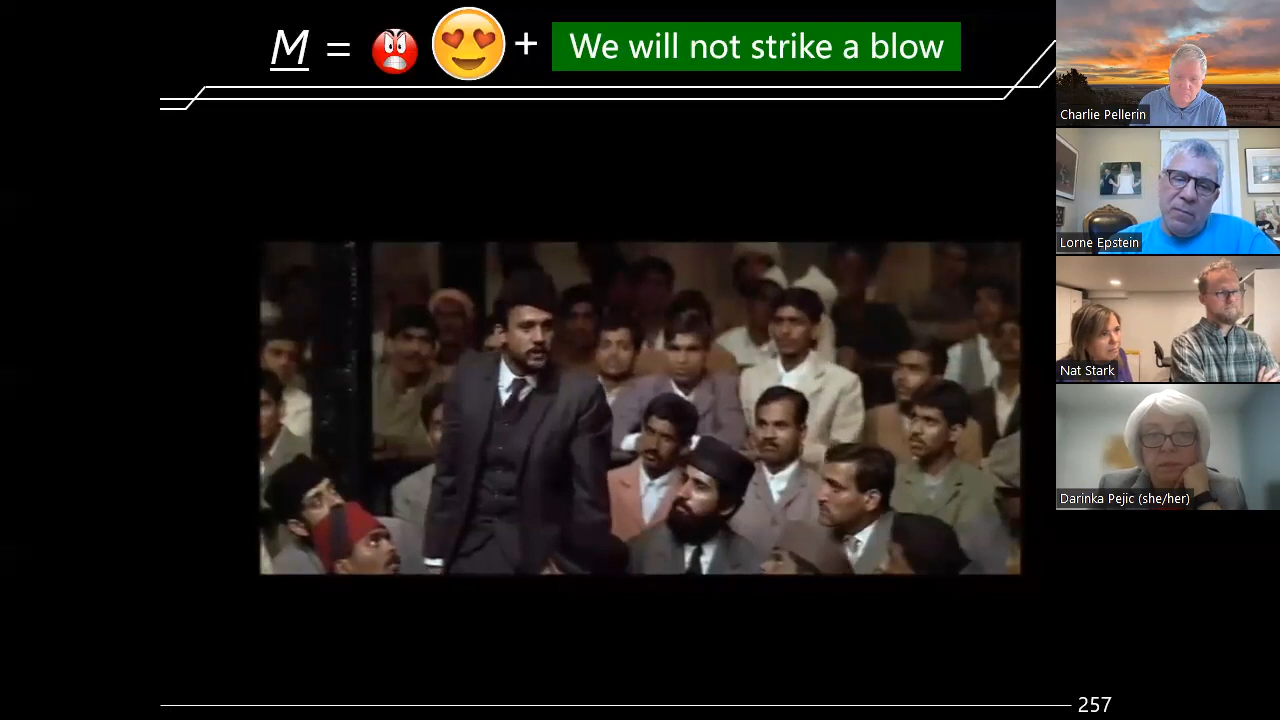 M = + We will not strike a blow
Charlie Pellerin
Lorne Epstein
Nat Stark
Darinka Pejic (she/her)
257